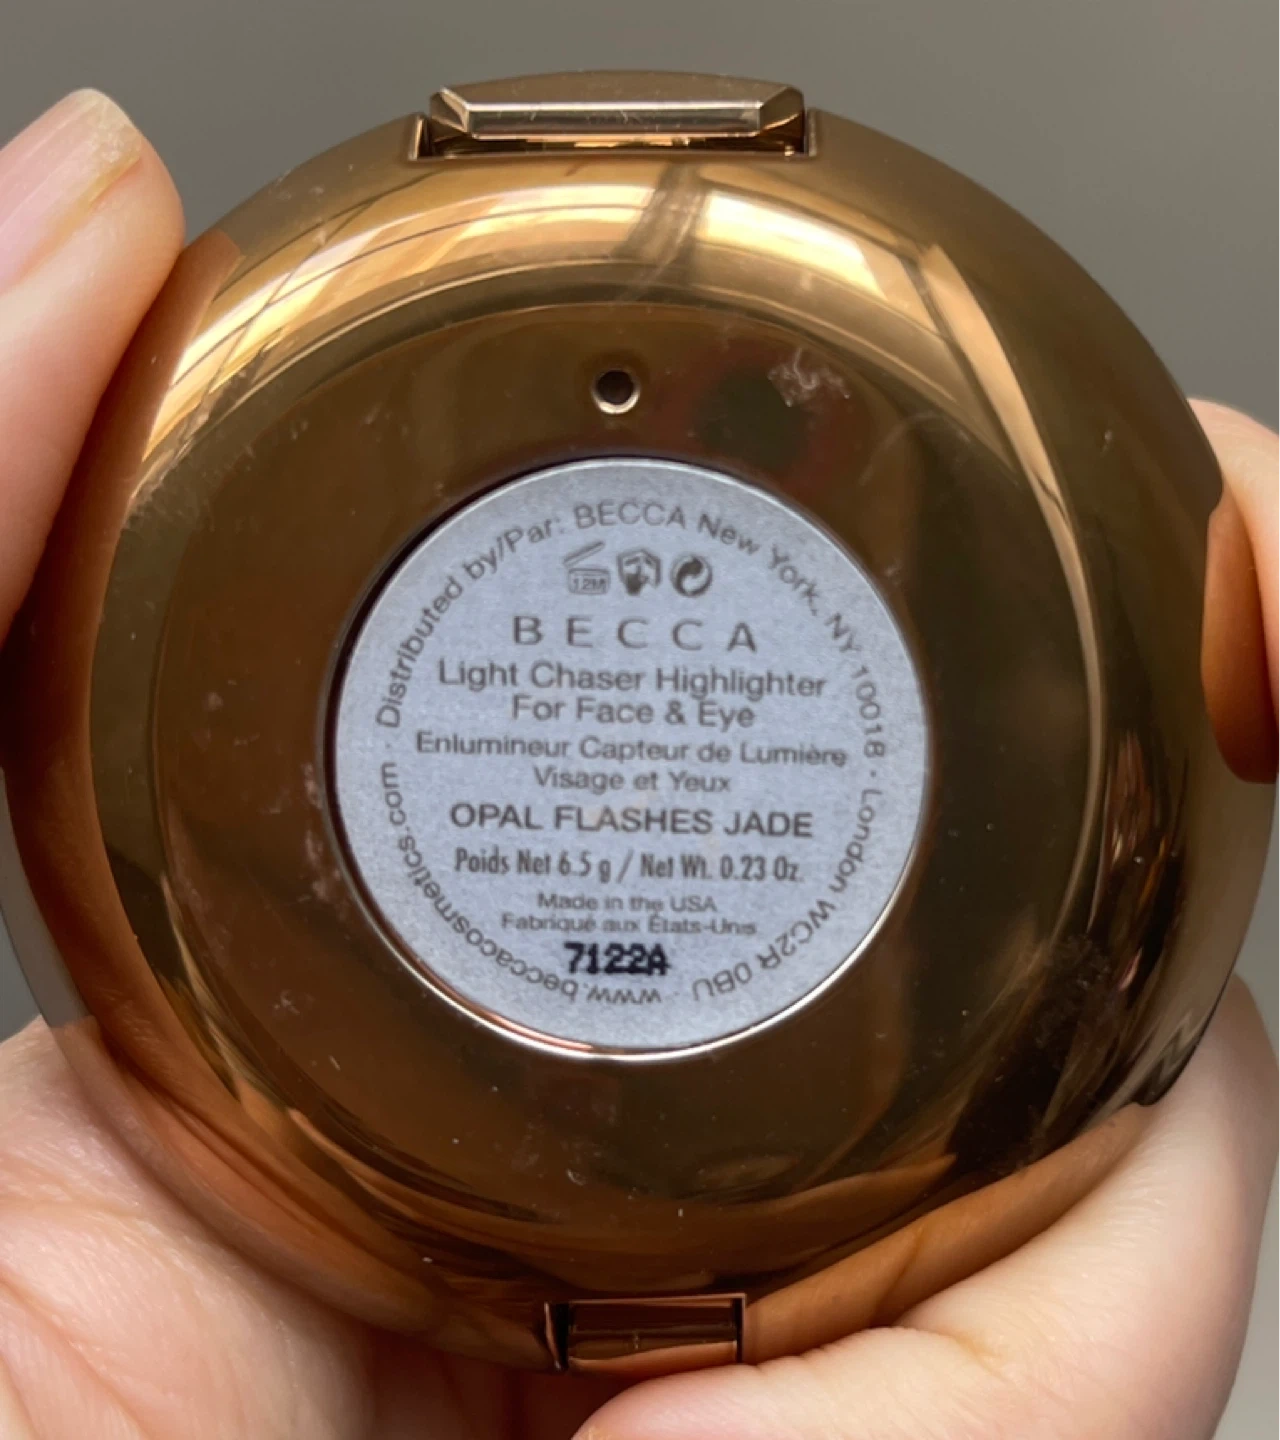 Distributed by/Par: BECCA New York, NY 10018 · London WC2R 0BU · www.beccacosmetics.com ·
12M
BECCA
Light Chaser Highlighter
For Face & Eye
Enlumineur Capteur de Lumière
Visage et Yeux
OPAL FLASHES JADE
Poids Net 6.5 g / Net Wt. 0.23 Oz.
Made in the USA
Fabriqué aux États-Unis
7122A